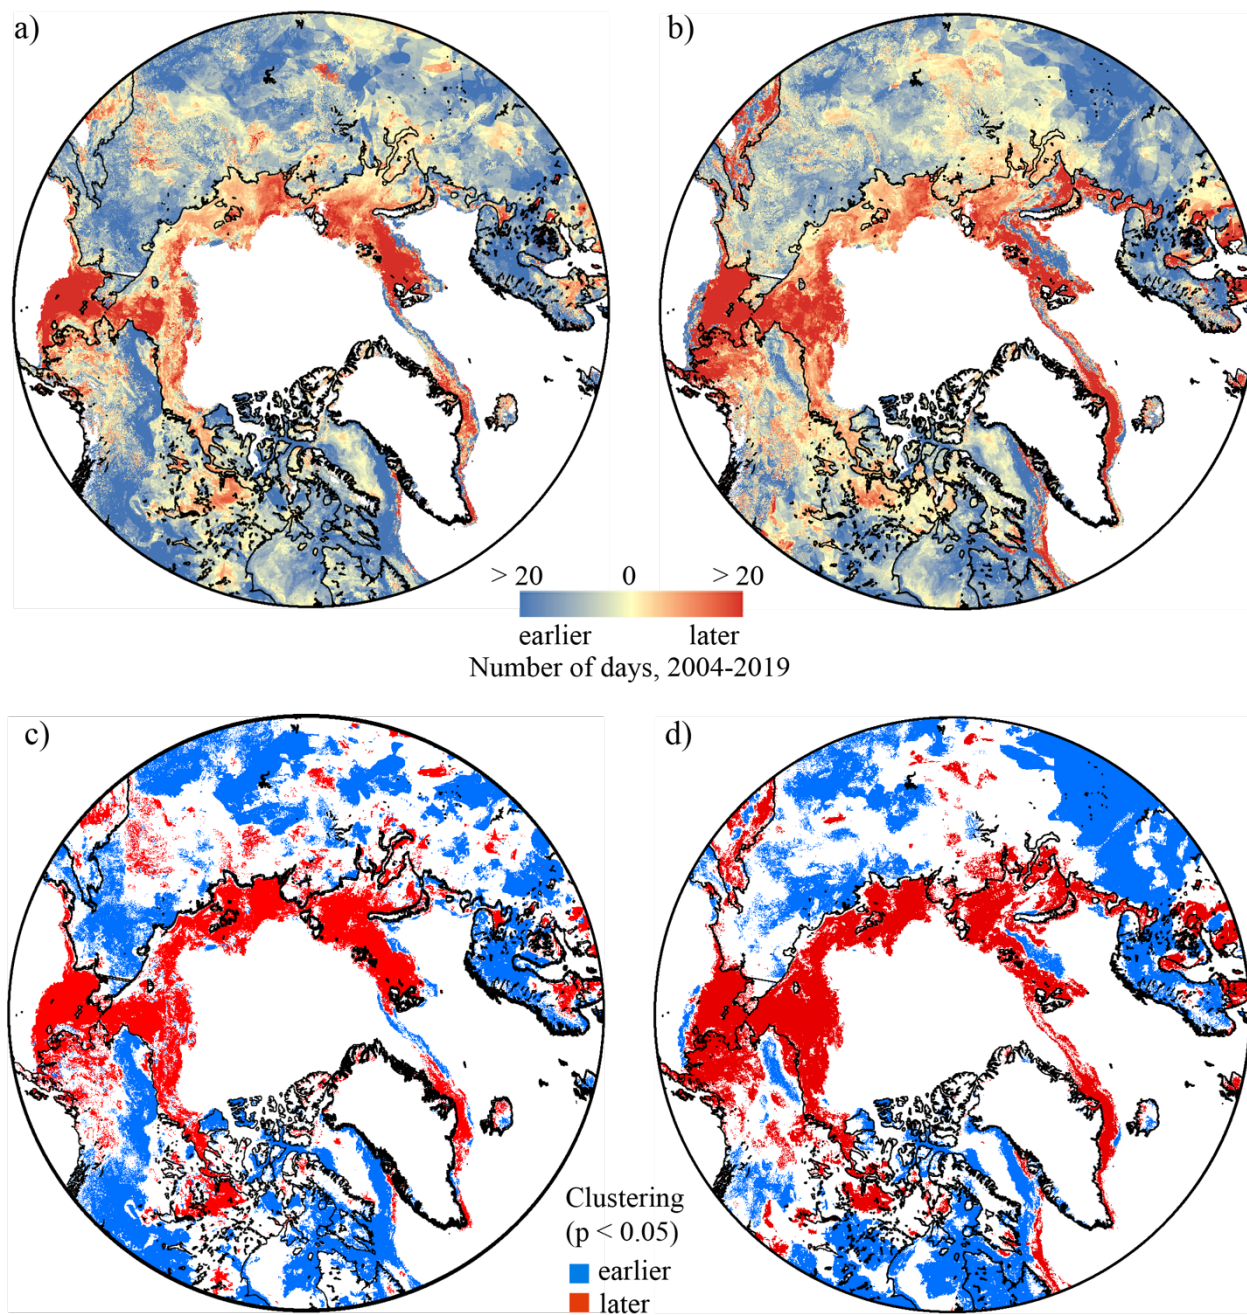 a)
b)
> 20 0 > 20
earlier later
Number of days, 2004-2019
c)
d)
Clustering
(p < 0.05)
earlier
later